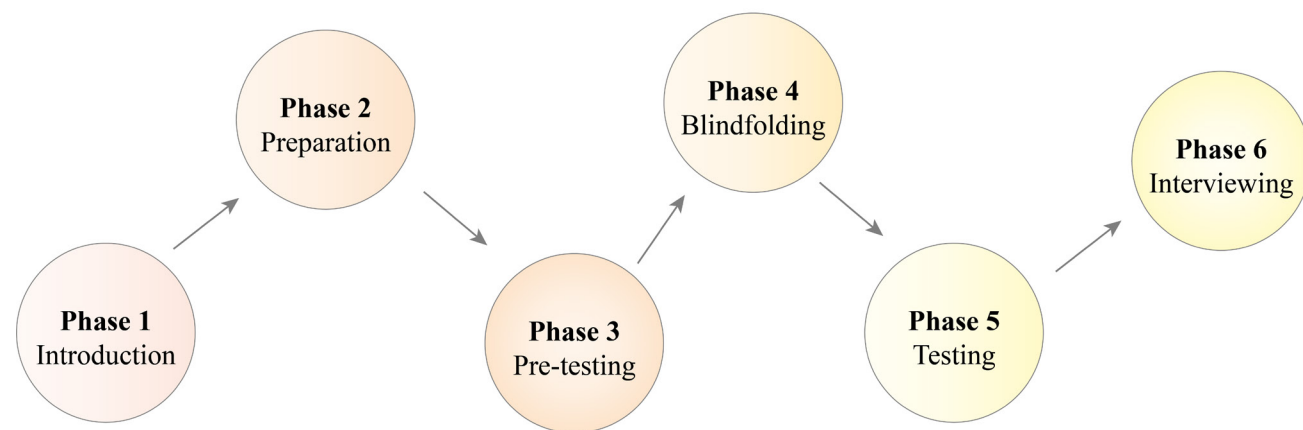 Phase 1
Introduction
Phase 2
Preparation
Phase 3
Pre-testing
Phase 4
Blindfolding
Phase 5
Testing
Phase 6
Interviewing